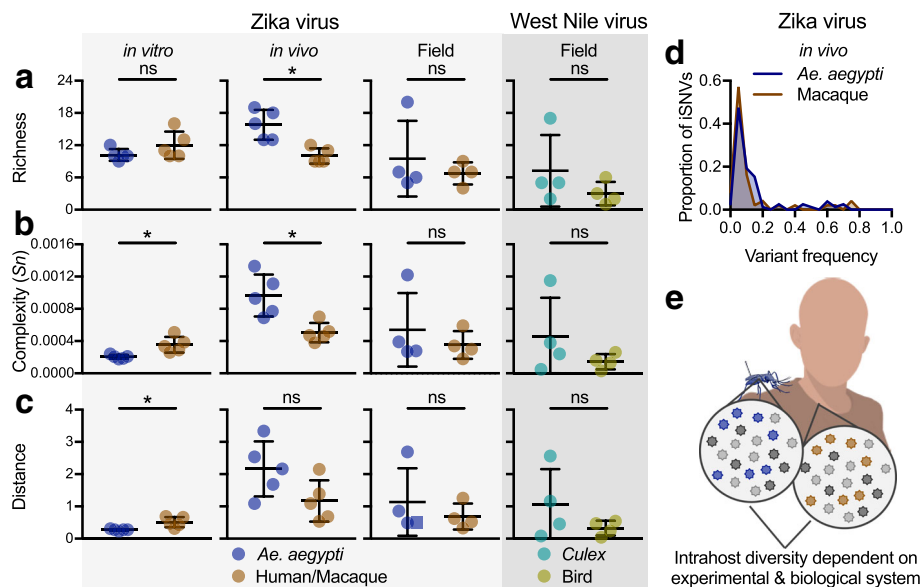 Zika virus
West Nile virus
in vitro
in vivo
Field
Field
a
ns
*
ns
ns
Richness
24
18
12
6
0
b
*
*
ns
ns
Complexity (Sn)
0.0016
0.0012
0.0008
0.0004
0.0000
c
*
ns
ns
ns
Distance
4
3
2
1
0
Ae. aegypti
Human/Macaque
Culex
Bird
d
Zika virus
in vivo
Ae. aegypti
Macaque
Proportion of iSNVs
0.6
0.4
0.2
0.0
0.0 0.2 0.4 0.6 0.8 1.0
Variant frequency
e
Intrahost diversity dependent on
experimental & biological system